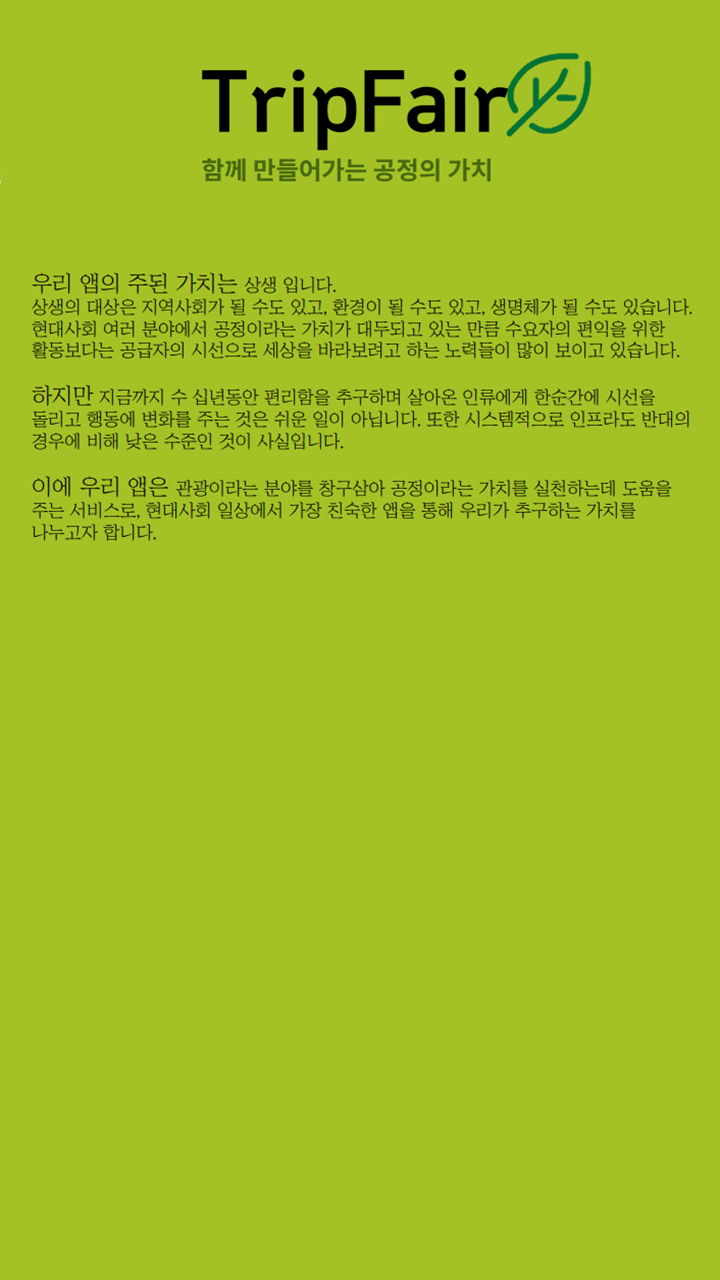 TripFair
함께 만들어가는 공정의 가치
우리 앱의 주된 가치는 상생 입니다.
상생의 대상은 지역사회가 될 수도 있고, 환경이 될 수도 있고, 생명체가 될 수도 있습니다.
현대사회 여러 분야에서 공정이라는 가치가 대두되고 있는 만큼 수요자의 편익을 위한
활동보다는 공급자의 시선으로 세상을 바라보려고 하는 노력들이 많이 보이고 있습니다.
하지만 지금까지 수 십년동안 편리함을 추구하며 살아온 인류에게 한순간에 시선을
돌리고 행동에 변화를 주는 것은 쉬운 일이 아닙니다. 또한 시스템적으로 인프라도 반대의
경우에 비해 낮은 수준인 것이 사실입니다.
이에 우리 앱은 관광이라는 분야를 창구삼아 공정이라는 가치를 실천하는데 도움을
주는 서비스로, 현대사회 일상에서 가장 친숙한 앱을 통해 우리가 추구하는 가치를
나누고자 합니다.